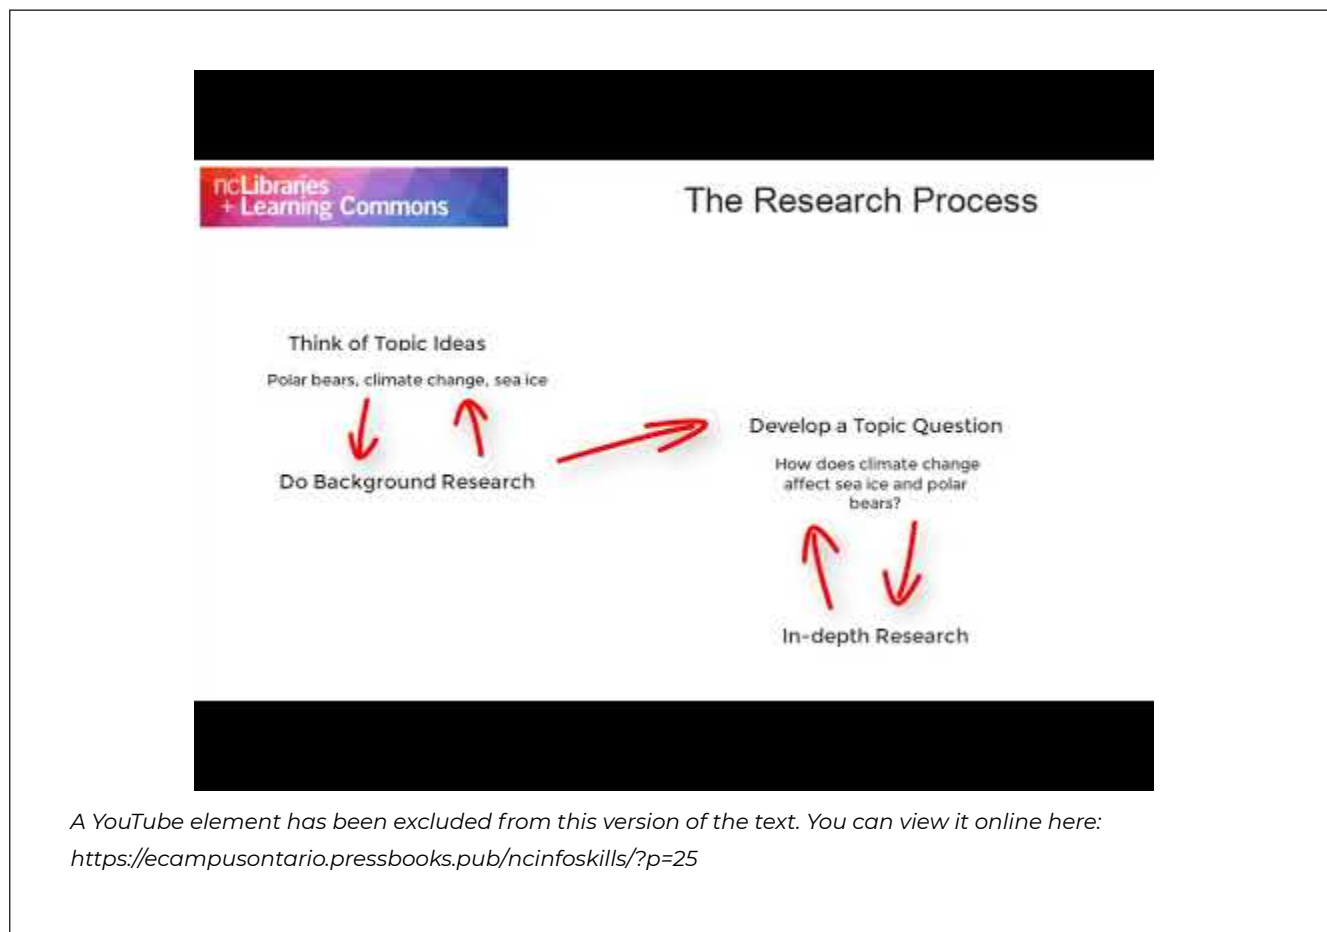 ncLibraries
+ Learning Commons
The Research Process
Think of Topic Ideas
Polar bears, climate change, sea ice
Do Background Research
Develop a Topic Question
How does climate change
affect sea ice and polar
bears?
In-depth Research
A YouTube element has been excluded from this version of the text. You can view it online here:
https://ecampusontario.pressbooks.pub/ncinfoskills/?p=25